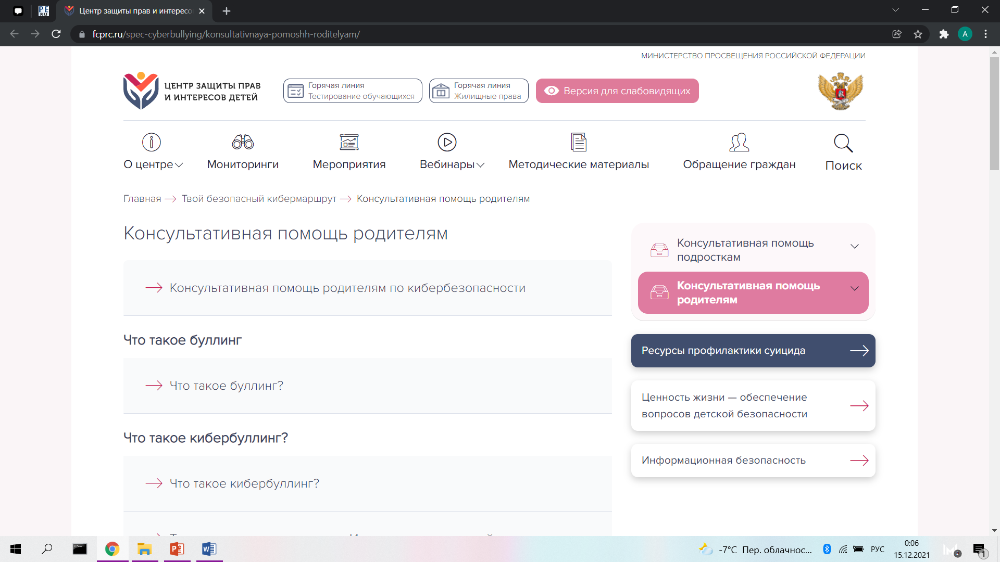 Центр защиты прав и интересо
fcprc.ru/spec-cyberbullying/konsultativnaya-pomoshh-roditelyam/
A
МИНИСТЕРСТВО ПРОСВЕЩЕНИЯ РОССИЙСКОЙ ФЕДЕРАЦИИ
ЦЕНТР ЗАЩИТЫ ПРАВ
И ИНТЕРЕСОВ ДЕТЕЙ
Горячая линия
Тестирование обучающихся
Горячая линия
Жилищные права
Версия для слабовидящих
О центре
Мониторинги
Мероприятия
Вебинары
Методические материалы
Обращение граждан
Поиск
Главная
Твой безопасный кибермаршрут
Консультативная помощь родителям
Консультативная помощь родителям
Консультативная помощь родителям по кибербезопасности
Что такое буллинг
Что такое буллинг?
Что такое кибербуллинг?
Что такое кибербуллинг?
Консультативная помощь
подросткам
Консультативная помощь
родителям
Ресурсы профилактики суицида
Ценность жизни — обеспечение
вопросов детской безопасности
Информационная безопасность
-7°C Пер. облачнос...
РУС
0:06
15.12.2021
3
1